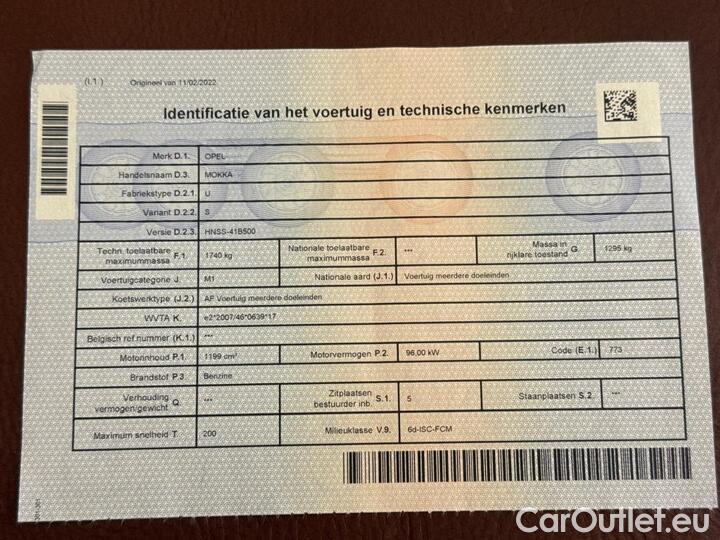 (I.1.) Origineel van 11/02/2022
Identificatie van het voertuig en technische kenmerken
Merk D.1. OPEL
Handelsnaam D.3. MOKKA
Fabriekstype D.2.1. U
Variant D.2.2. S
Versie D.2.3. HNSS-41B500
Techn. toelaatbare maximummassa F.1. 1740 kg Nationale toelaatbare maximummassa F.2. *** Massa in rijklare toestand G 1295 kg
Voertuigcategorie J. M1 Nationale aard (J.1.) Voertuig meerdere doeleinden
Koetswerktype (J.2.) AF Voertuig meerdere doeleinden
WVTA K. e2*2007/46*0639*17
Belgisch ref nummer (K.1.) ***
Motorinhoud P.1. 1199 cm³ Motorvermogen P.2. 96,00 kW Code (E.1.) 773
Brandstof P.3. Benzine
Verhouding vermogen/gewicht Q. *** Zitplaatsen bestuurder inb. S.1. 5 Staanplaatsen S.2. ***
Maximum snelheid T. 200 Milieuklasse V.9. 6d-ISC-FCM
CarOutlet.eu